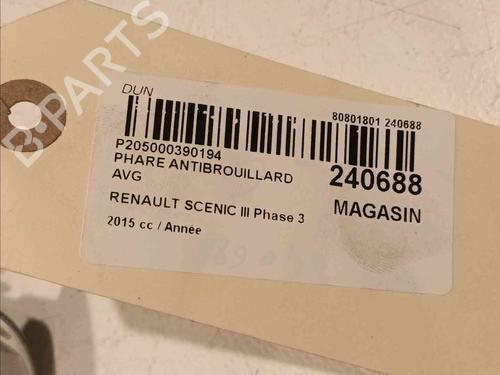 B-PARTS
DUN
80801801 240688
P205000390194
PHARE ANTIBROUILLARD
AVG
240688
RENAULT SCENIC III Phase 3
MAGASIN
2015 cc / Année